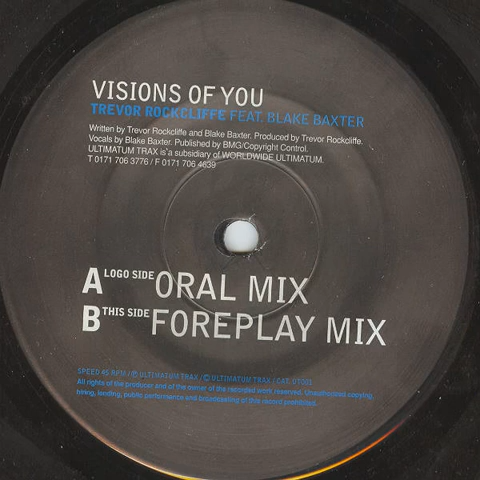 VISIONS OF YOU
TREVOR ROCKCLIFFE FEAT. BLAKE BAXTER
Written by Trevor Rockcliffe and Blake Baxter. Produced by Trevor Rockcliffe.
Vocals by Blake Baxter. Published by BMG/Copyright Control.
ULTIMATUM TRAX is a subsidiary of WORLDWIDE ULTIMATUM.
T 0171 706 3776 / F 0171 706 4639
A LOGO SIDE ORAL MIX
B THIS SIDE FOREPLAY MIX
SPEED 45 RPM / ℗ ULTIMATUM TRAX / © ULTIMATUM TRAX / CAT. UT001
All rights of the producer and of the owner of the recorded work reserved. Unauthorised copying,
hiring, lending, public performance and broadcasting of this record prohibited.